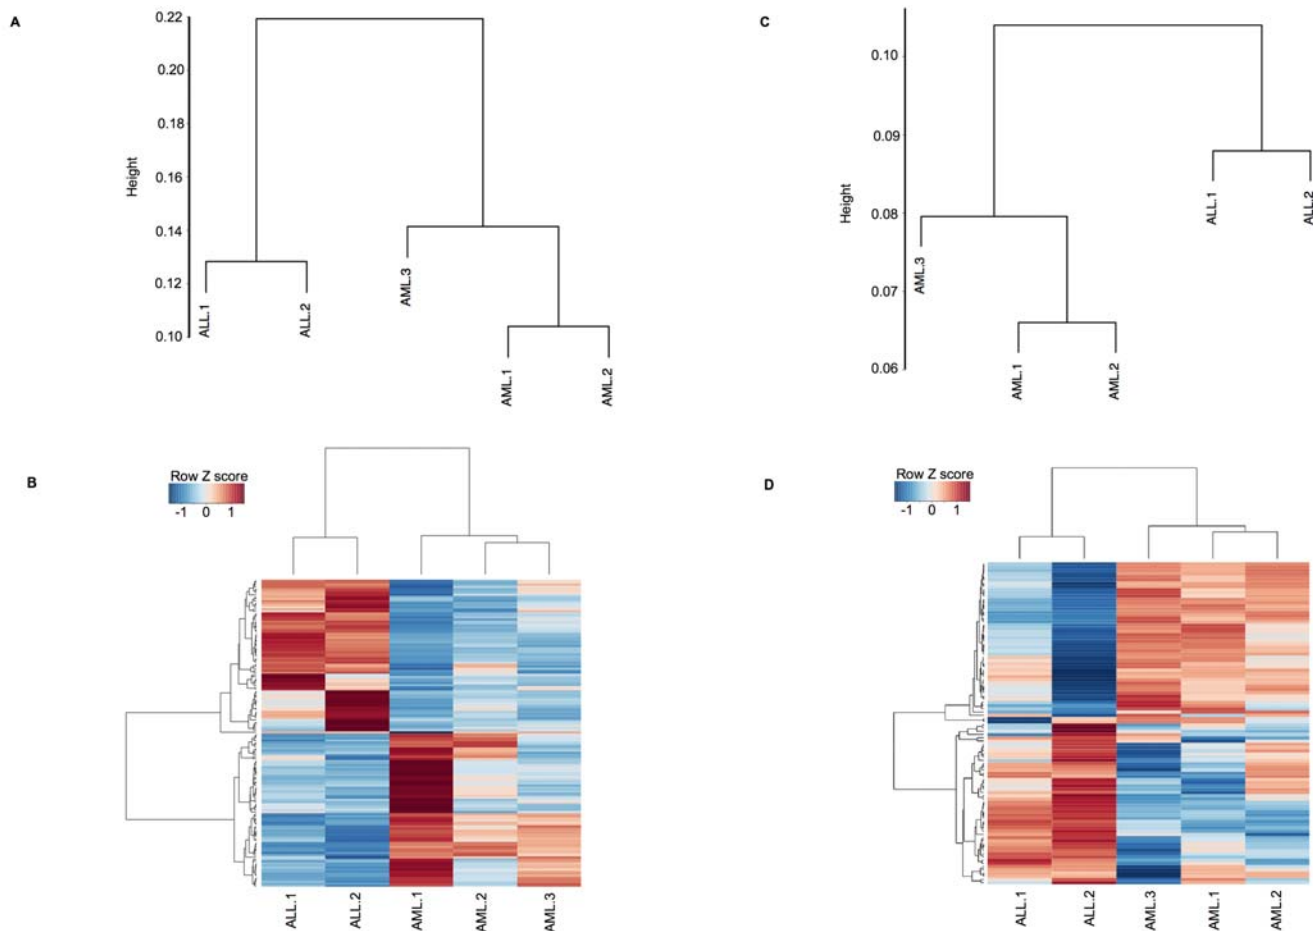 A
0.22
0.20
0.18
0.16
0.14
0.12
0.10
Height
ALL.1
ALL.2
AML.3
AML.1
AML.2
C
0.10
0.09
0.08
0.07
0.06
Height
AML.3
AML.1
AML.2
ALL.1
ALL.2
B
Row Z score
-1 0 1
ALL.1
ALL.2
AML.1
AML.2
AML.3
D
Row Z score
-1 0 1
ALL.1
ALL.2
AML.3
AML.1
AML.2